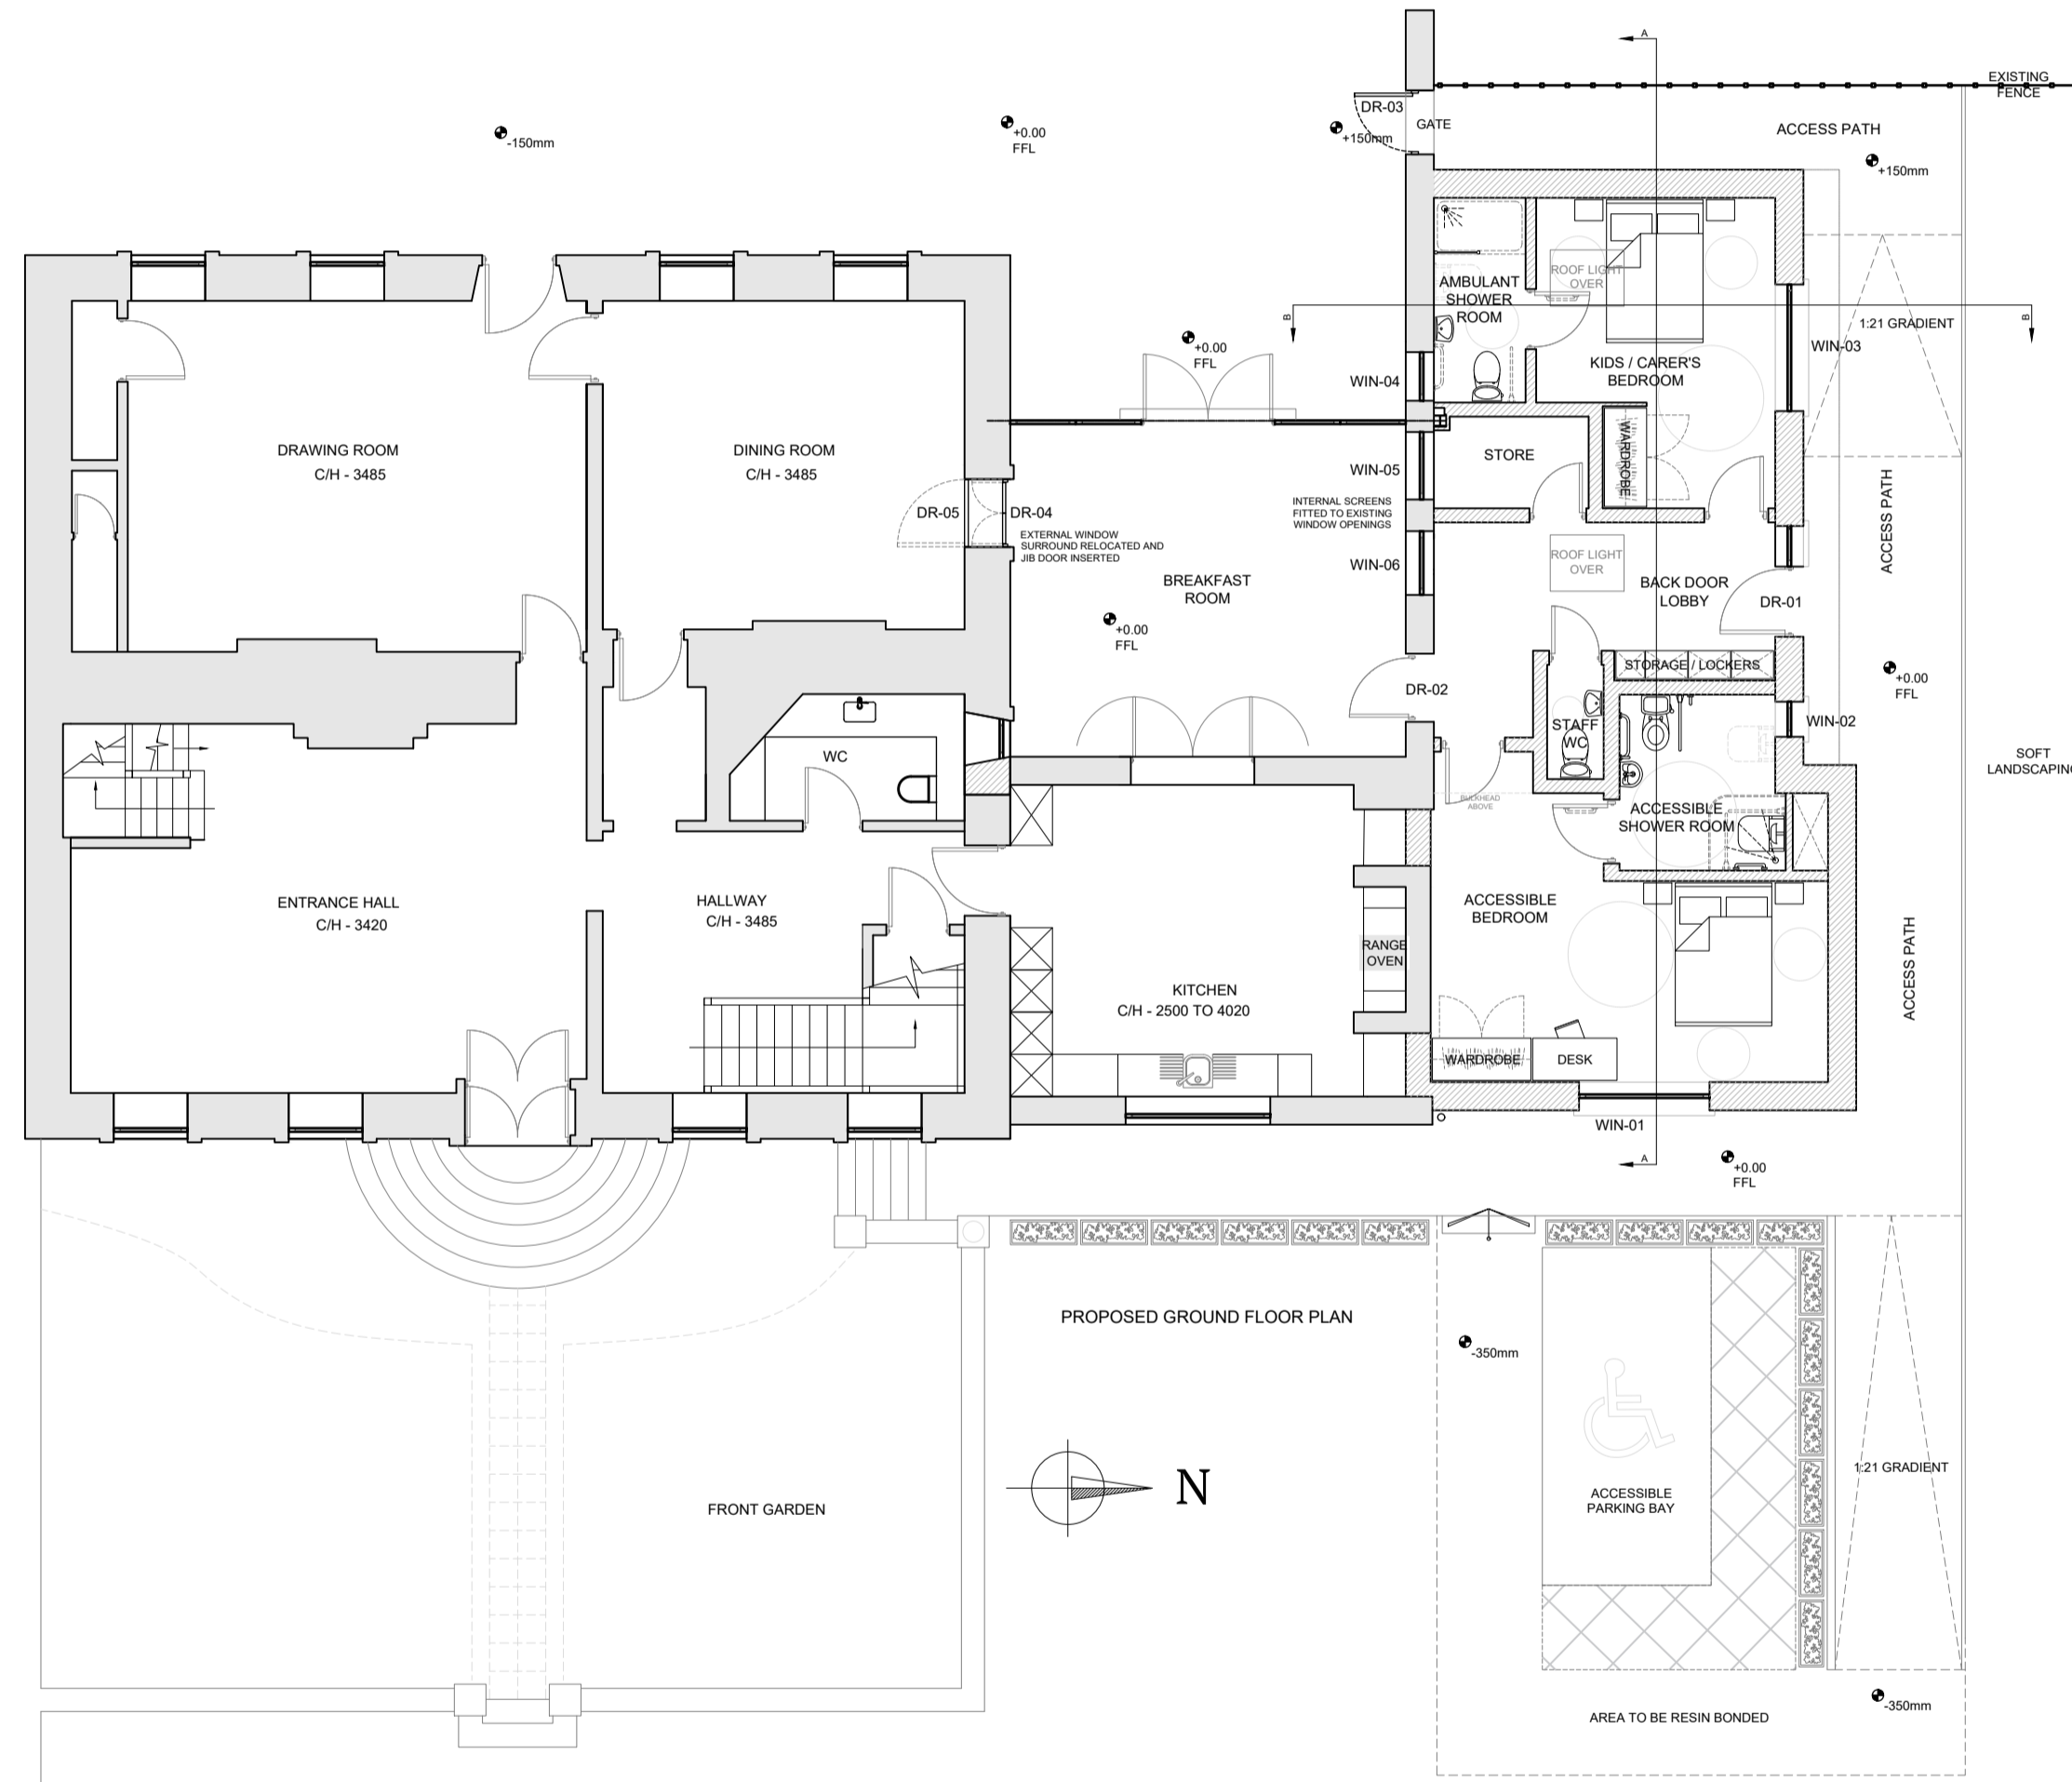 A
EXISTING
FENCE
DR-03
GATE
ACCESS PATH
-150mm
+0.00
FFL
+150mm
+150mm
ROOF LIGHT
OVER
AMBULANT
SHOWER
ROOM
B
B
1:21 GRADIENT
+0.00
FFL
WIN-03
KIDS / CARER'S
BEDROOM
WIN-04
DRAWING ROOM
C/H - 3485
DINING ROOM
C/H - 3485
WIN-05
STORE
WARDROBE
INTERNAL SCREENS
FITTED TO EXISTING
WINDOW OPENINGS
DR-05
DR-04
EXTERNAL WINDOW
SURROUND RELOCATED AND
JIB DOOR INSERTED
ACCESS PATH
WIN-06
ROOF LIGHT
OVER
BREAKFAST
ROOM
BACK DOOR
LOBBY
DR-01
+0.00
FFL
STORAGE / LOCKERS
+0.00
FFL
DR-02
STAFF
WC
WIN-02
WC
SOFT
LANDSCAPING
BULKHEAD
ABOVE
ACCESSIBLE
SHOWER ROOM
ENTRANCE HALL
C/H - 3420
HALLWAY
C/H - 3485
ACCESSIBLE
BEDROOM
RANGE
OVEN
ACCESS PATH
KITCHEN
C/H - 2500 TO 4020
WARDROBE
DESK
WIN-01
A
+0.00
FFL
PROPOSED GROUND FLOOR PLAN
-350mm
1:21 GRADIENT
N
FRONT GARDEN
ACCESSIBLE
PARKING BAY
-350mm
AREA TO BE RESIN BONDED